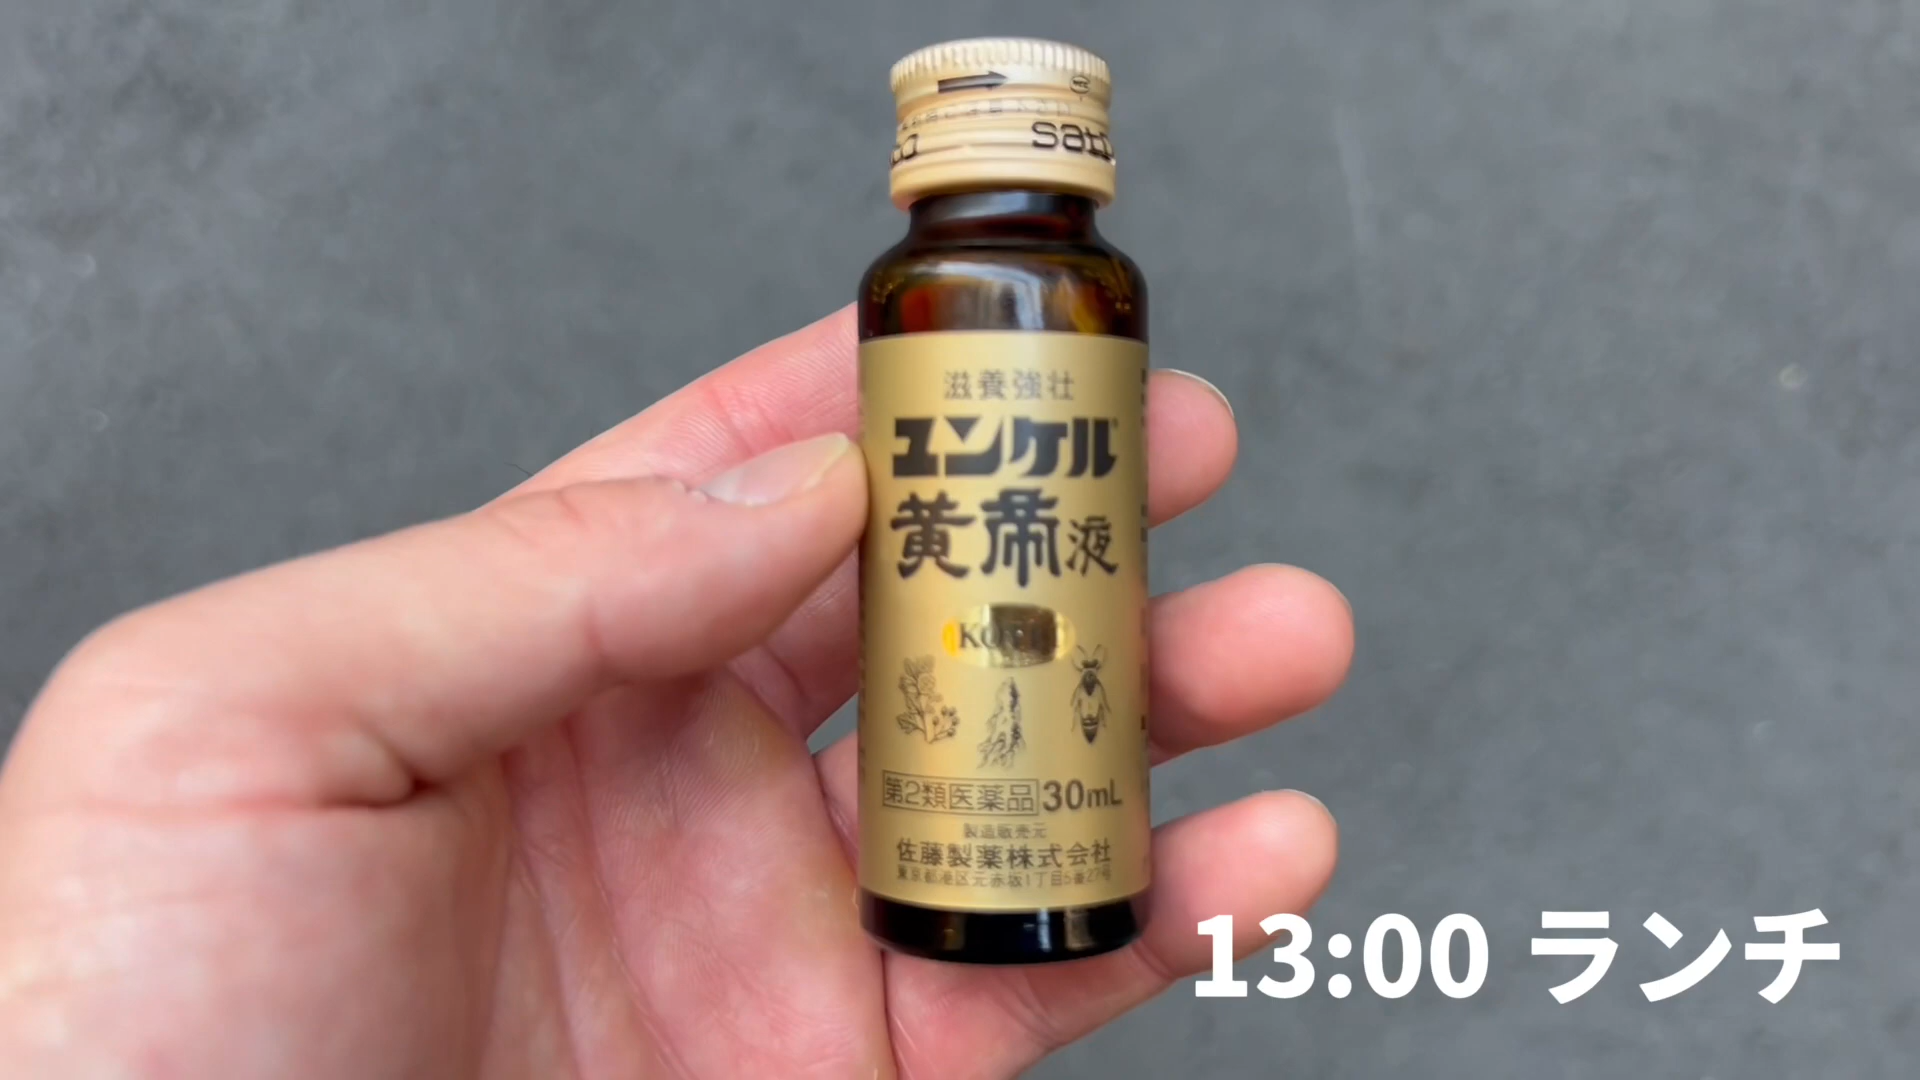 sato
滋養強壮
ユンケル
黄帝液
第2類医薬品 30mL
製造販売元
佐藤製薬株式会社
東京都港区元赤坂1丁目5番27号
13:00 ランチ